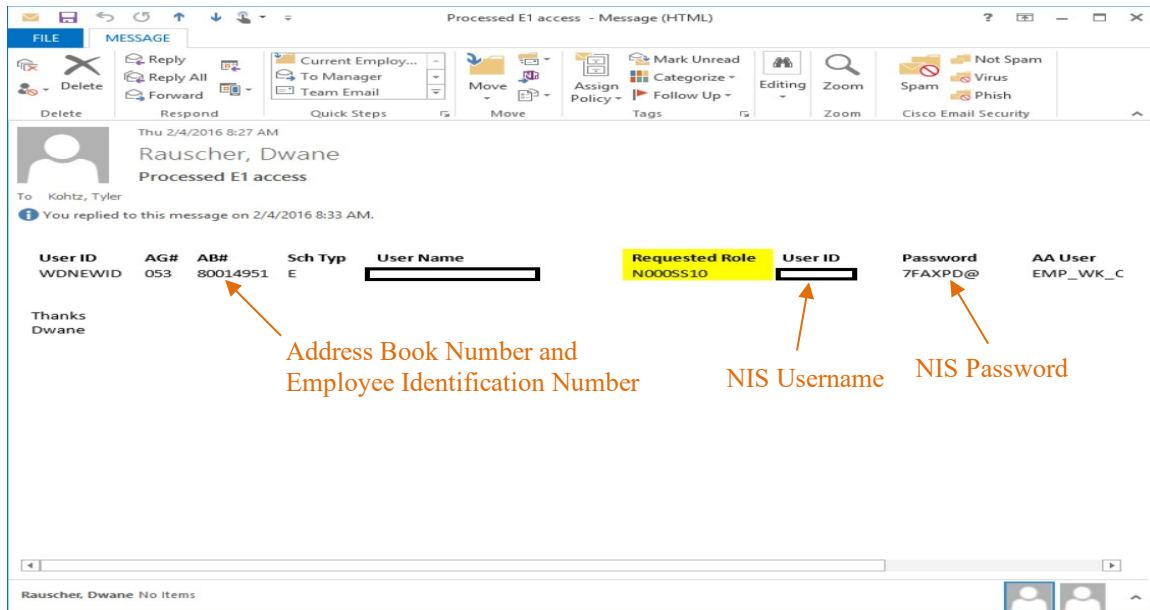 Processed E1 access - Message (HTML)
?
FILE MESSAGE
Delete
Reply
Reply All
Forward
Current Employ...
To Manager
Team Email
Move
Assign
Policy
Mark Unread
Categorize
Follow Up
Editing
Zoom
Spam
Not Spam
Virus
Phish
Delete Respond Quick Steps Move Tags Zoom Cisco Email Security
Thu 2/4/2016 8:27 AM
Rauscher, Dwane
Processed E1 access
To Kohtz, Tyler
You replied to this message on 2/4/2016 8:33 AM.
User ID AG# AB# Sch Typ User Name Requested Role User ID Password AA User
WDNEWID 053 80014951 E N000SS10 7FAXPD@ EMP_WK_C
Thanks
Dwane
Address Book Number and
Employee Identification Number
NIS Username
NIS Password
Rauscher, Dwane No Items